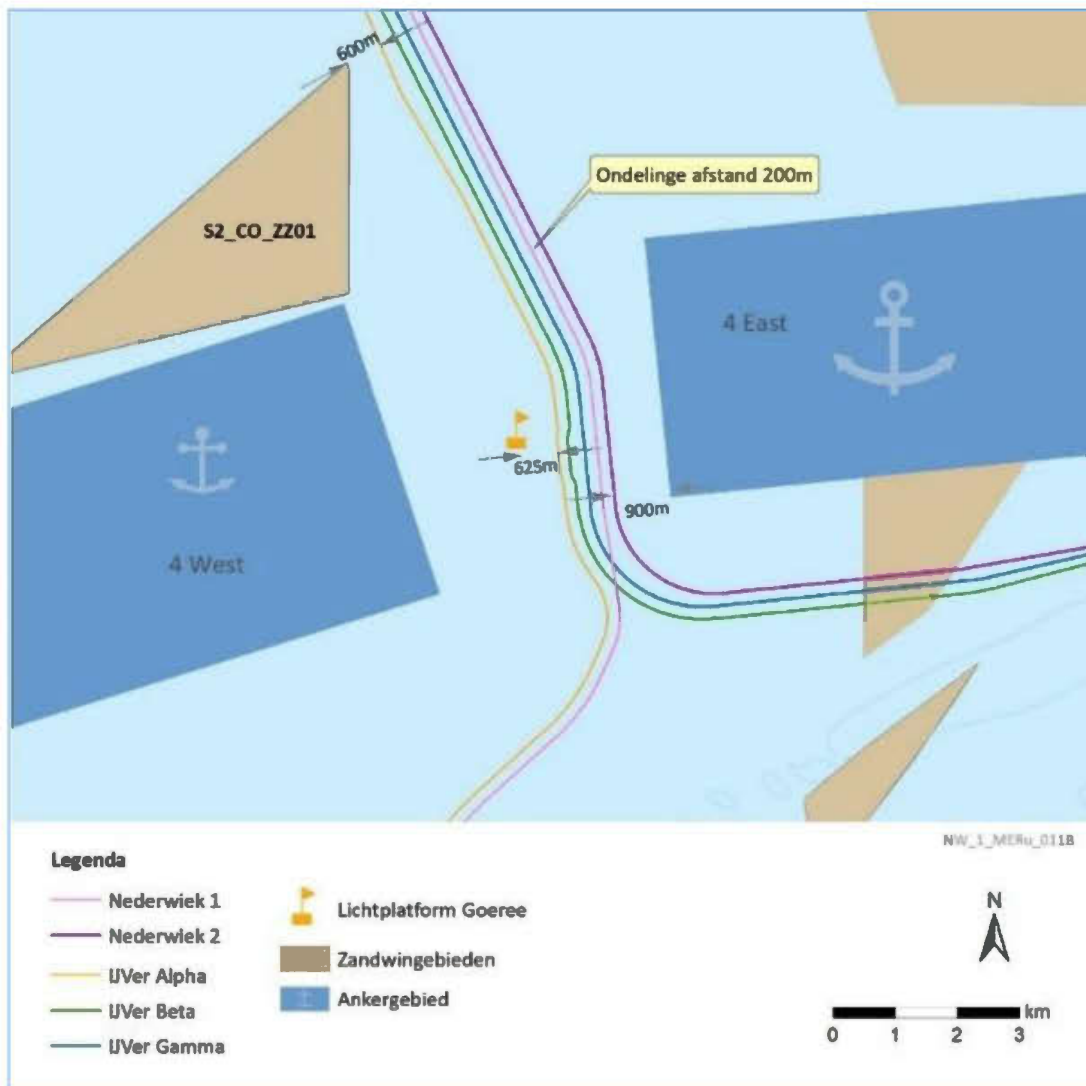 600m
Ondelinge afstand 200m
S2_CO_ZZ01
4 East
625m
900m
4 West
NW_1_MERu_011B
Legenda
Nederwiek 1
Nederwiek 2
IJVer Alpha
IJVer Beta
IJVer Gamma
Lichtplatform Goeree
Zandwingebieden
Ankergebied
N
km
0 1 2 3